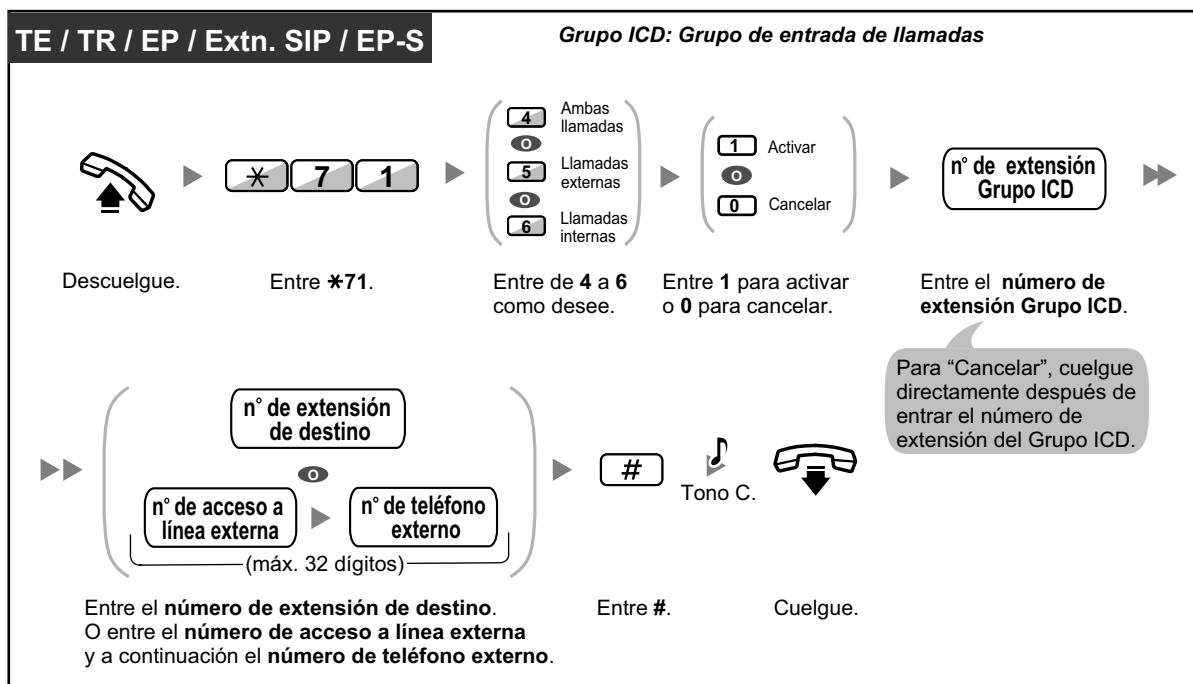 TE / TR / EP / Extn. SIP / EP-S
Grupo ICD: Grupo de entrada de llamadas
✳ 7 1
4 Ambas
llamadas
O
5 Llamadas
externas
O
6 Llamadas
internas
1 Activar
O
0 Cancelar
n° de extensión
Grupo ICD
Descuelgue.
Entre ✳71.
Entre de 4 a 6
como desee.
Entre 1 para activar
o 0 para cancelar.
Entre el número de
extensión Grupo ICD.
Para “Cancelar”, cuelgue
directamente después de
entrar el número de
extensión del Grupo ICD.
n° de extensión
de destino
O
n° de acceso a
línea externa
n° de teléfono
externo
(máx. 32 dígitos)
#
Tono C.
Entre el número de extensión de destino.
O entre el número de acceso a línea externa
y a continuación el número de teléfono externo.
Entre #.
Cuelgue.